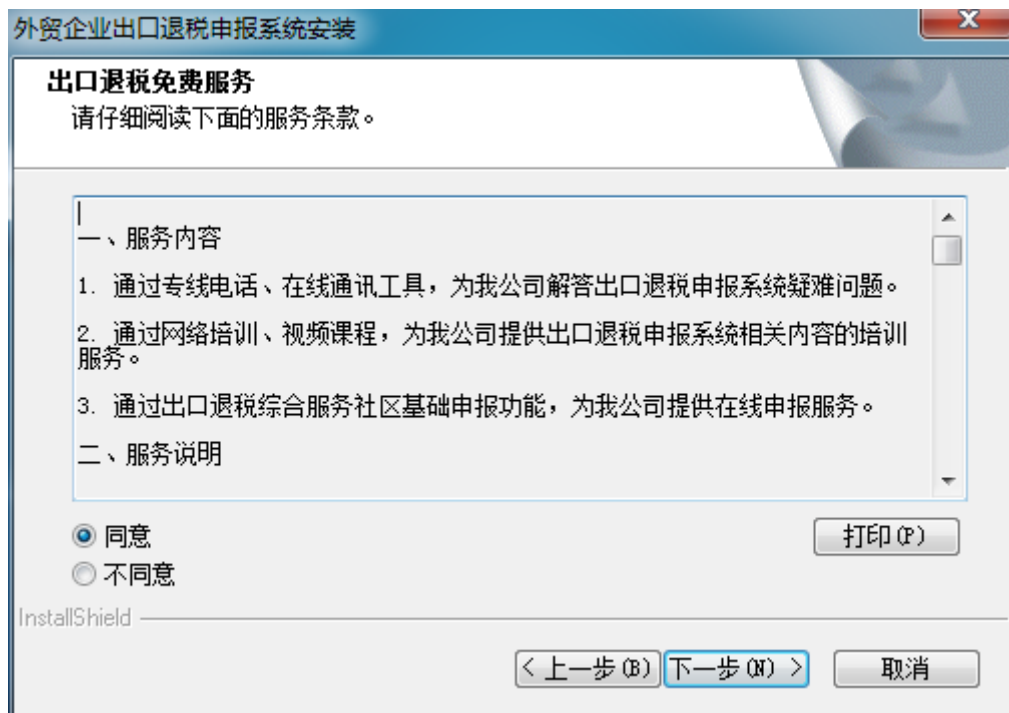 外贸企业出口退税申报系统安装
出口退税免费服务
请仔细阅读下面的服务条款。
一、服务内容
1. 通过专线电话、在线通讯工具，为我公司解答出口退税申报系统疑难问题。
2. 通过网络培训、视频课程，为我公司提供出口退税申报系统相关内容的培训
服务。
3. 通过出口退税综合服务社区基础申报功能，为我公司提供在线申报服务。
二、服务说明
同意
打印(P)
不同意
InstallShield
< 上一步(B)
下一步(N) >
取消